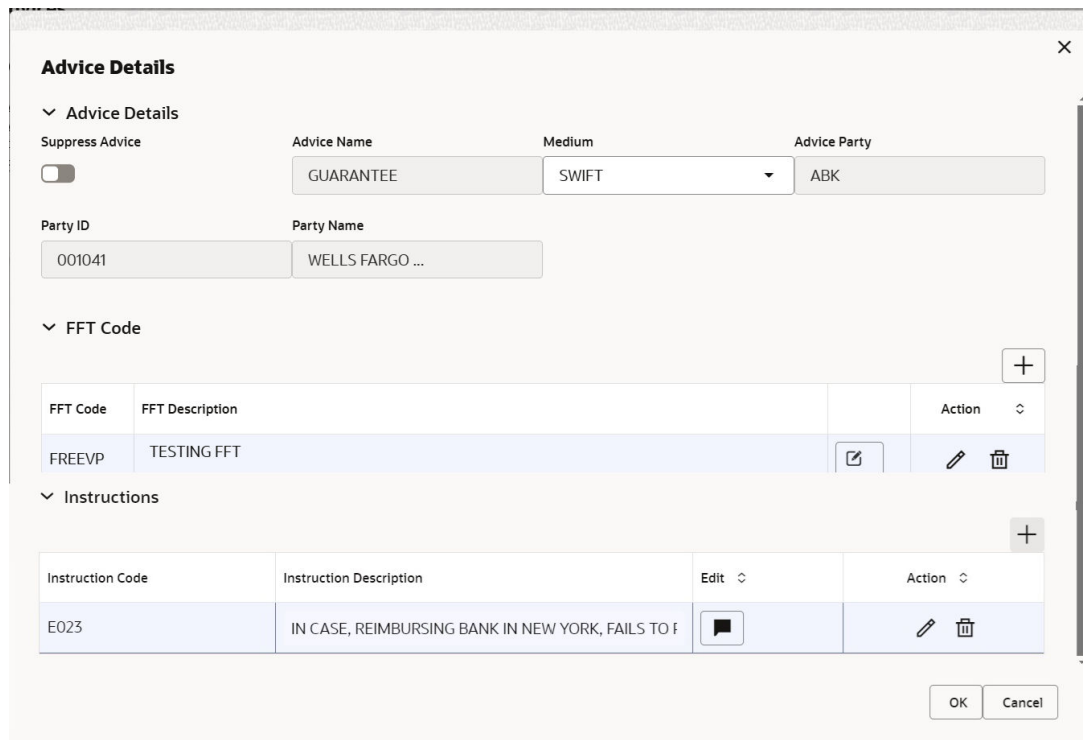 Advice Details
Advice Details
Suppress Advice Advice Name Medium Advice Party
GUARANTEE SWIFT ABK
Party ID Party Name
001041 WELLS FARGO ...
FFT Code
FFT Code FFT Description Action
FREEVP TESTING FFT
Instructions
Instruction Code Instruction Description Edit Action
E023 IN CASE, REIMBURSING BANK IN NEW YORK, FAILS TO
OK Cancel